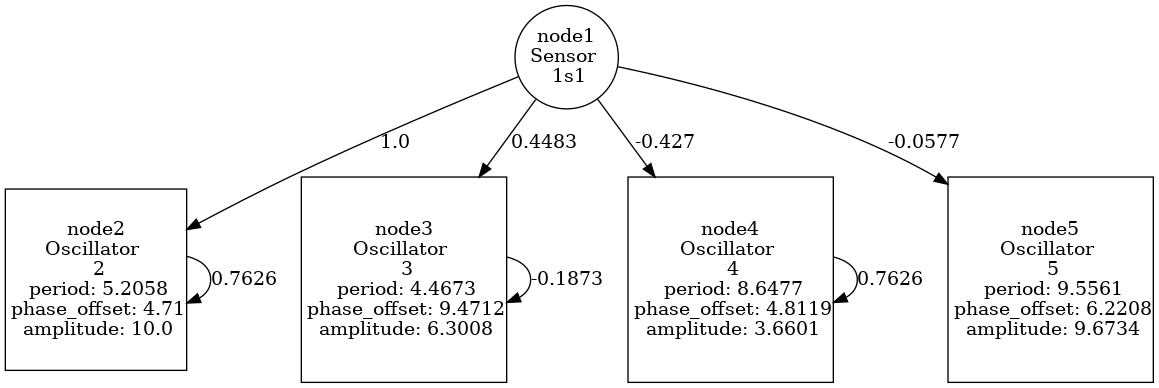 node1
Sensor
1s1
1.0
0.4483
-0.427
-0.0577
node2
Oscillator
2
period: 5.2058
phase_offset: 4.71
amplitude: 10.0
0.7626
node3
Oscillator
3
period: 4.4673
phase_offset: 9.4712
amplitude: 6.3008
-0.1873
node4
Oscillator
4
period: 8.6477
phase_offset: 4.8119
amplitude: 3.6601
0.7626
node5
Oscillator
5
period: 9.5561
phase_offset: 6.2208
amplitude: 9.6734